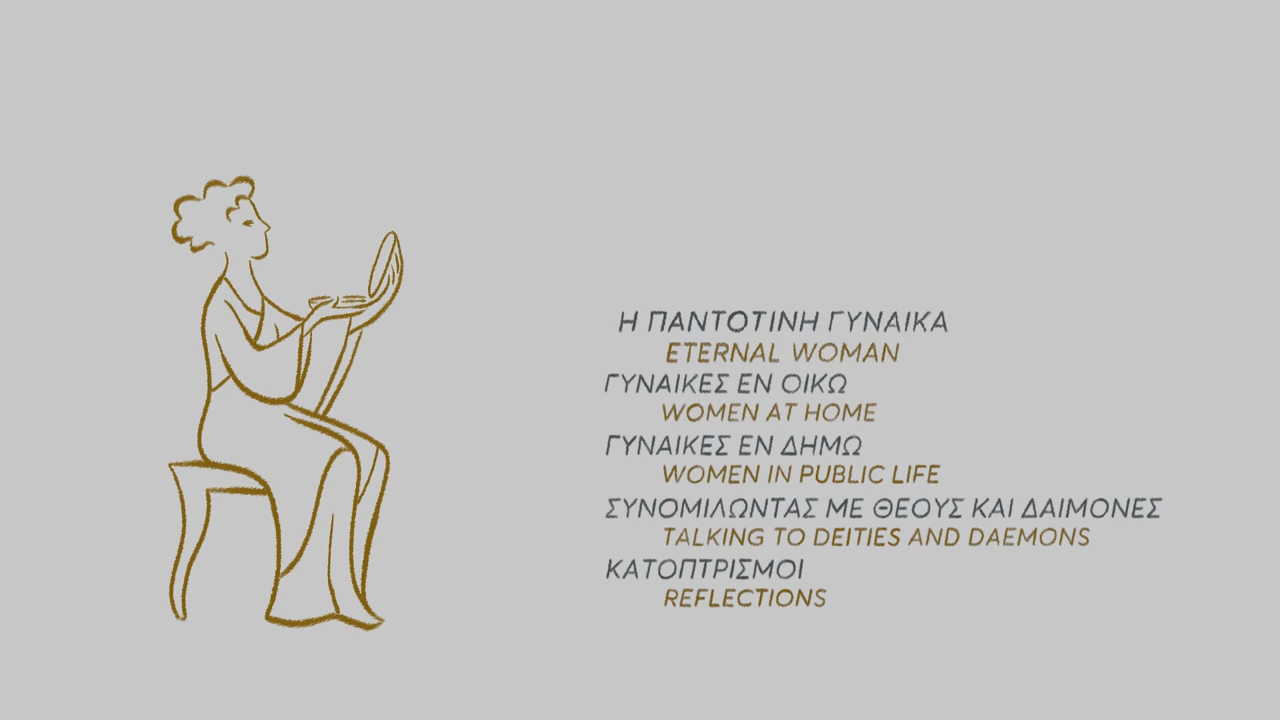 Η ΠΑΝΤΟΤΙΝΗ ΓΥΝΑΙΚΑ
ETERNAL WOMAN
ΓΥΝΑΙΚΕΣ ΕΝ ΟΙΚΩ
WOMEN AT HOME
ΓΥΝΑΙΚΕΣ ΕΝ ΔΗΜΩ
WOMEN IN PUBLIC LIFE
ΣΥΝΟΜΙΛΩΝΤΑΣ ΜΕ ΘΕΟΥΣ ΚΑΙ ΔΑΙΜΟΝΕΣ
TALKING TO DEITIES AND DAEMONS
ΚΑΤΟΠΤΡΙΣΜΟΙ
REFLECTIONS